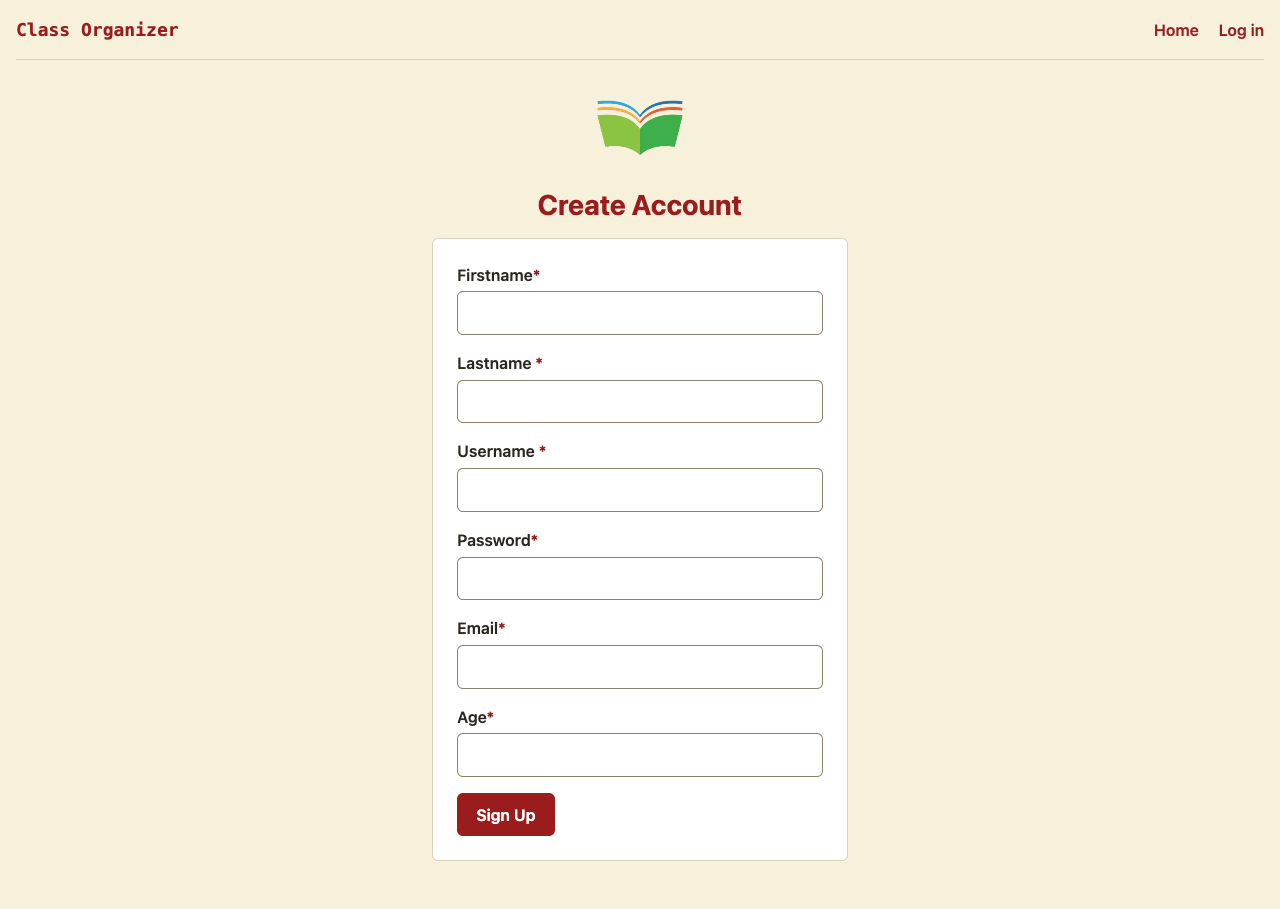 Class Organizer
Home Log in
Create Account
Firstname*
Lastname *
Username *
Password*
Email*
Age*
Sign Up